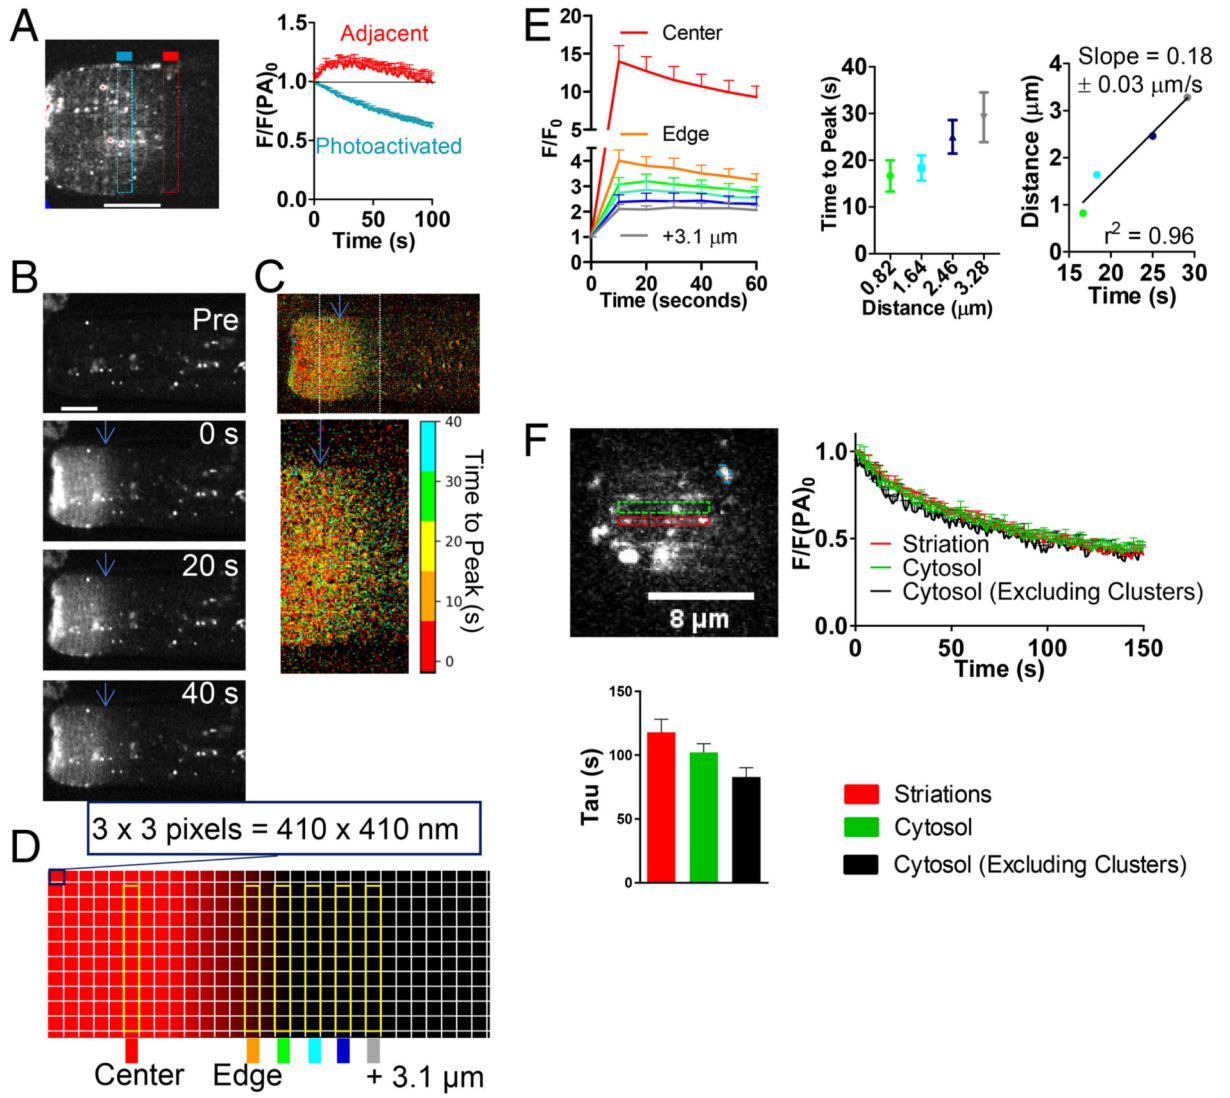 A
1.5
1.0
0.5
0.0
F/F(PA)0
Adjacent
Photoactivated
0 50 100
Time (s)
B
Pre
0 s
20 s
40 s
C
40
30
20
10
0
Time to Peak (s)
3 x 3 pixels = 410 x 410 nm
D
Center Edge + 3.1 µm
E
20
15
10
5
4
3
2
1
0
F/F0
Center
Edge
+3.1 µm
0 20 40 60
Time (seconds)
40
30
20
10
0
Time to Peak (s)
0.82 1.64 2.46 3.28
Distance (µm)
Slope = 0.18
± 0.03 µm/s
4
3
2
1
0
Distance (µm)
r2 = 0.96
15 20 25 30
Time (s)
F
8 µm
1.0
0.5
0.0
F/F(PA)0
Striation
Cytosol
Cytosol (Excluding Clusters)
0 50 100 150
Time (s)
150
100
50
0
Tau (s)
Striations
Cytosol
Cytosol (Excluding Clusters)